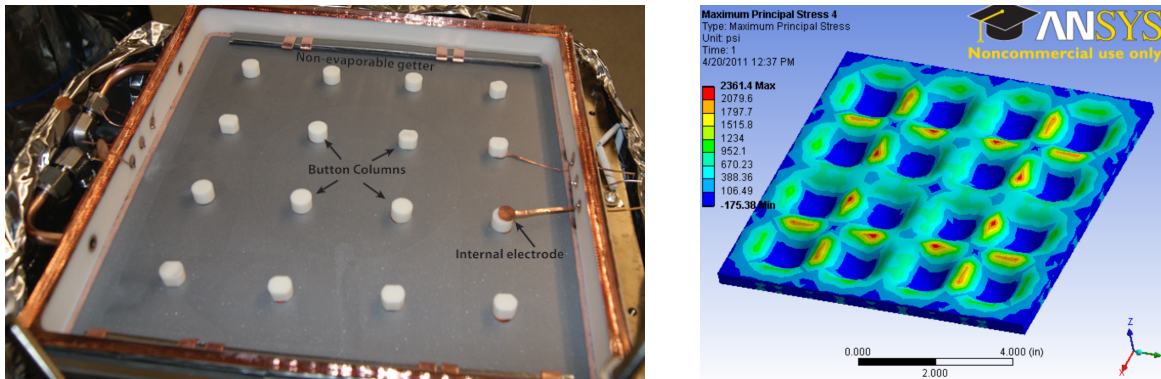 Non-evaporable getter
Button Columns
Internal electrode
Maximum Principal Stress 4
Type: Maximum Principal Stress
Unit: psi
Time: 1
4/20/2011 12:37 PM
ANSYS
Noncommercial use only
2361.4 Max
2079.6
1797.7
1515.8
1234
952.1
670.23
388.36
106.49
-175.38 Min
0.000
4.000 (in)
2.000
Z
X